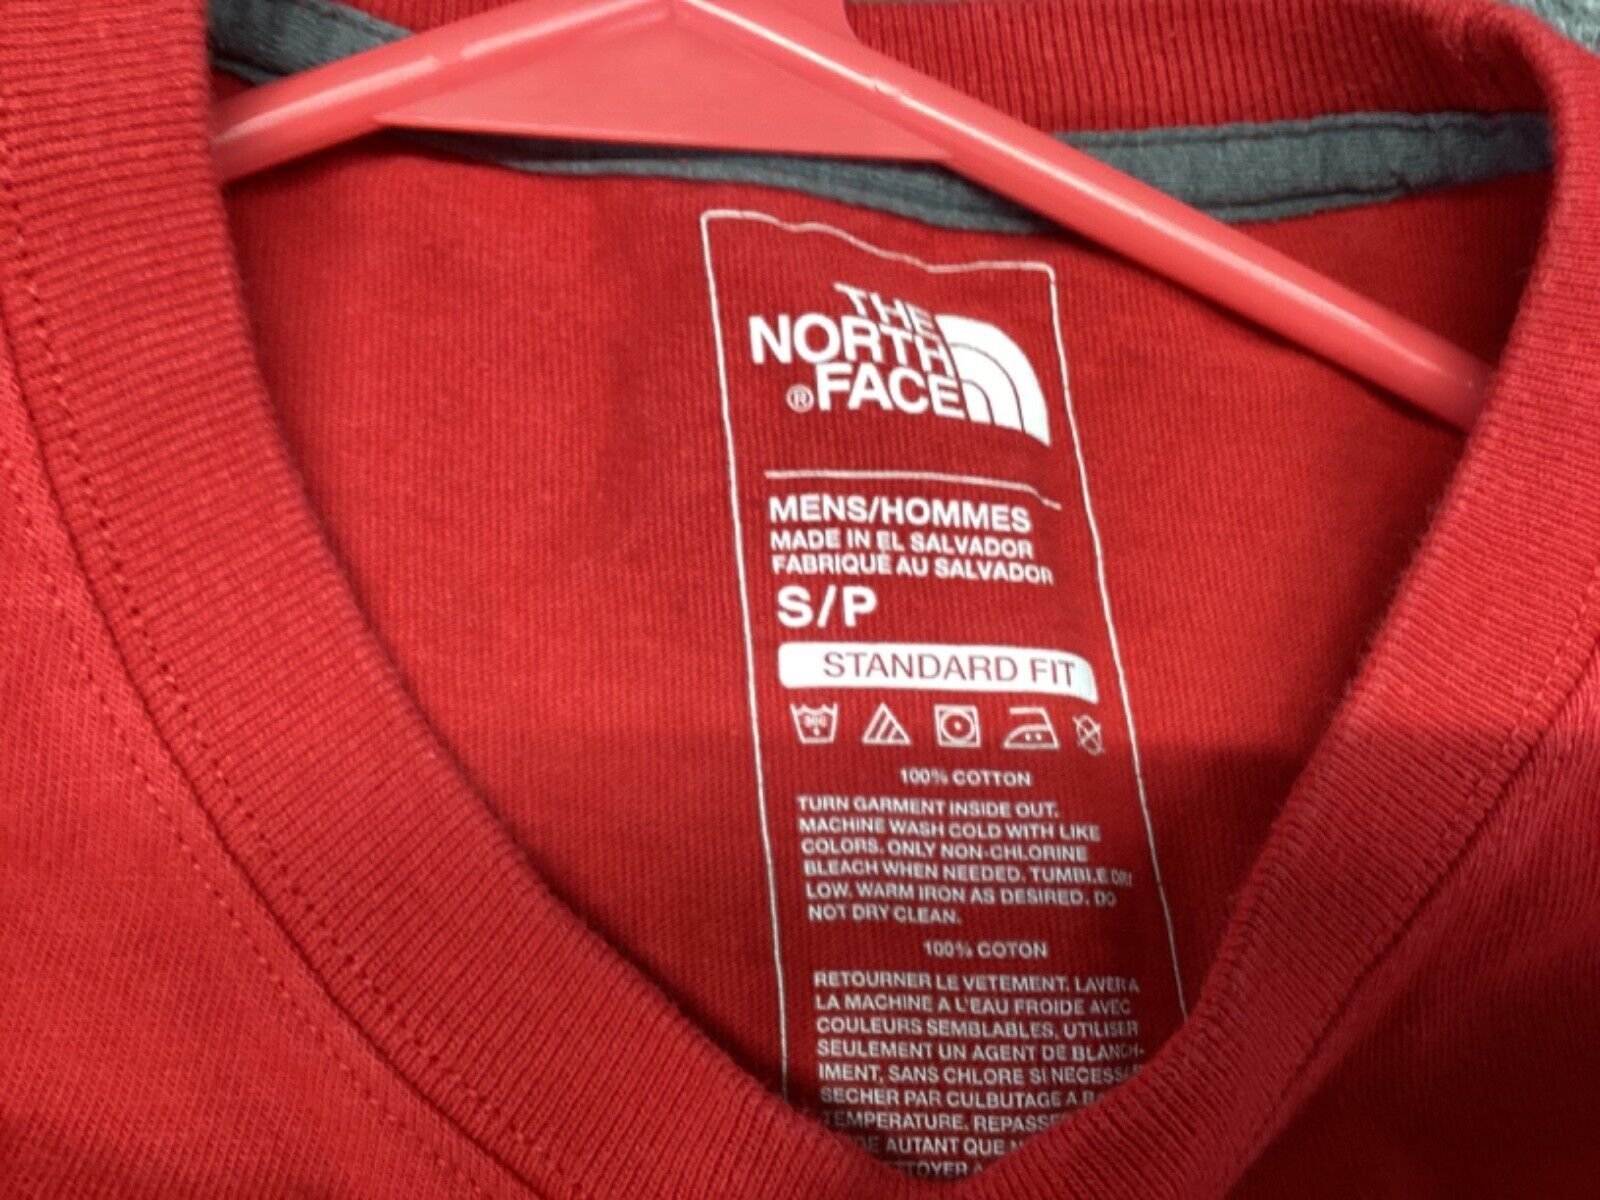 THE
NORTH
® FACE
MENS/HOMMES
MADE IN EL SALVADOR
FABRIQUÉ AU SALVADOR
S/P
STANDARD FIT
100% COTTON
TURN GARMENT INSIDE OUT.
MACHINE WASH COLD WITH LIKE
COLORS. ONLY NON-CHLORINE
BLEACH WHEN NEEDED. TUMBLE DRY
LOW. WARM IRON AS DESIRED. DO
NOT DRY CLEAN.
100% COTON
RETOURNER LE VETEMENT. LAVER A
LA MACHINE A L'EAU FROIDE AVEC
COULEURS SEMBLABLES. UTILISER
SEULEMENT UN AGENT DE BLANCH-
IMENT, SANS CHLORE SI
SECHER PAR CULBUTAGE A
TEMPERATURE.
AUTANT QUE